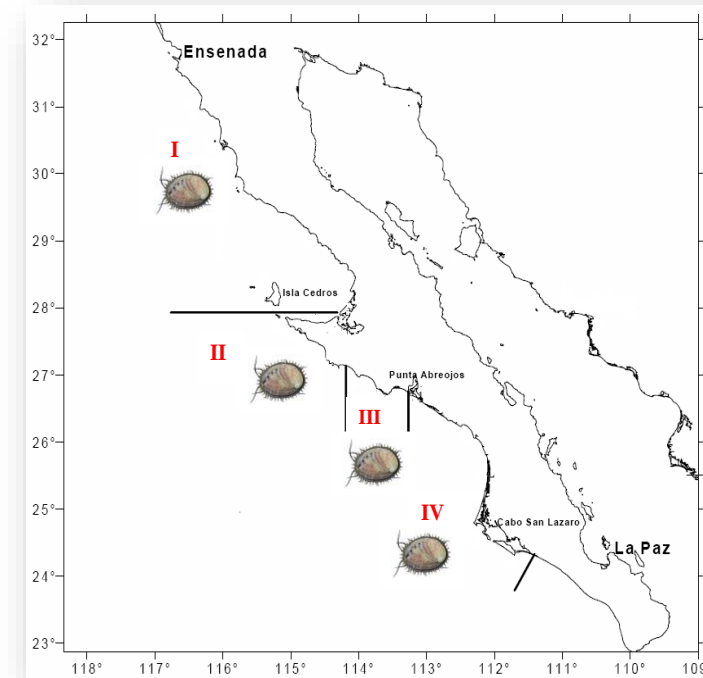 32°
Ensenada
31°
I
30°
29°
Isla Cedros
28°
II
27°
Punta Abreojos
III
26°
25°
IV
Cabo San Lazaro
La Paz
24°
23°
118° 117° 116° 115° 114° 113° 112° 111° 110° 109